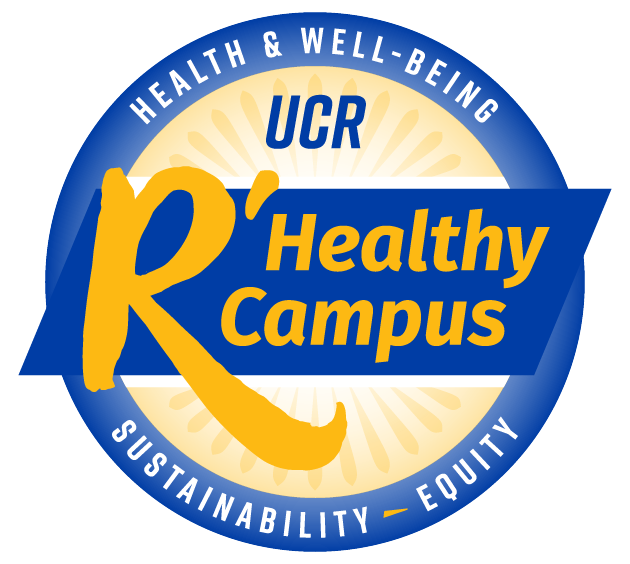 HEALTH & WELL-BEING
UCR
R'Healthy
Campus
SUSTAINABILITY – EQUITY